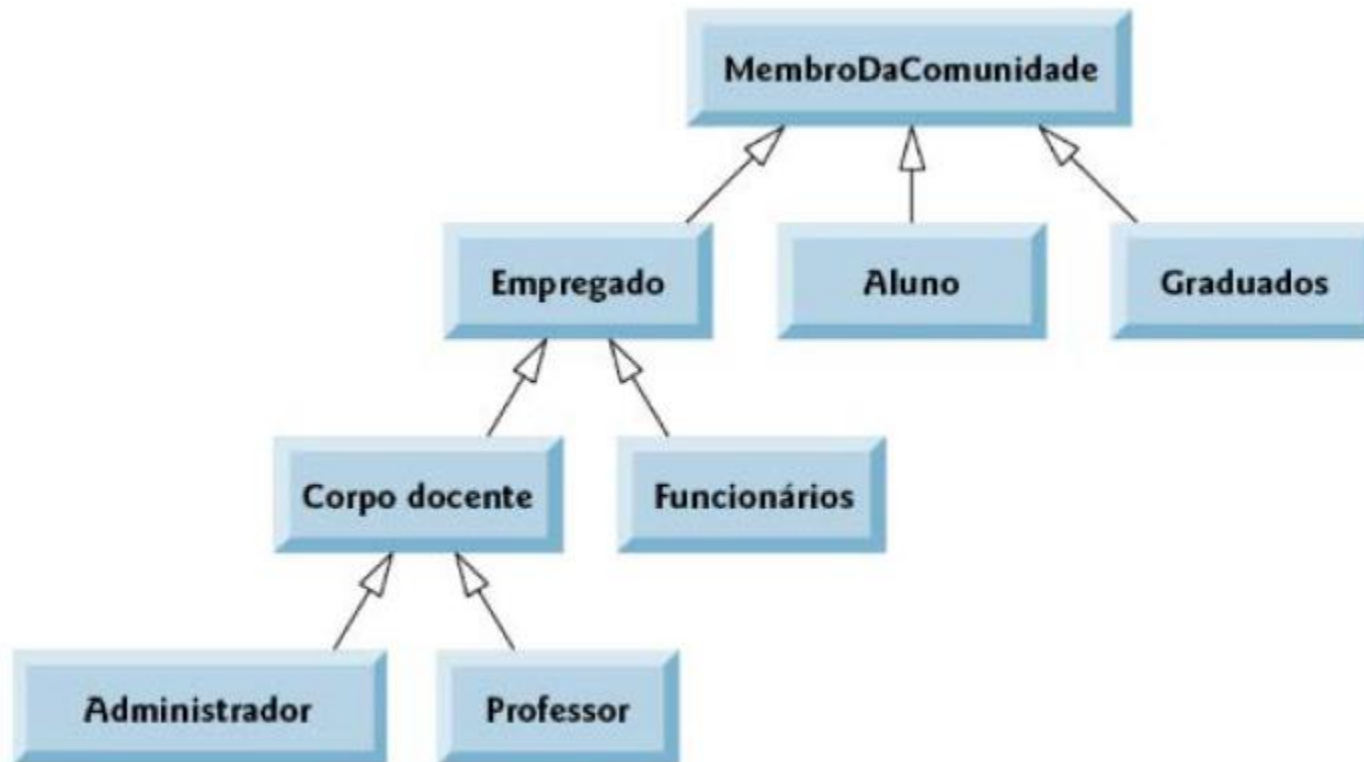 MembroDaComunidade
Empregado
Aluno
Graduados
Corpo docente
Funcionários
Administrador
Professor